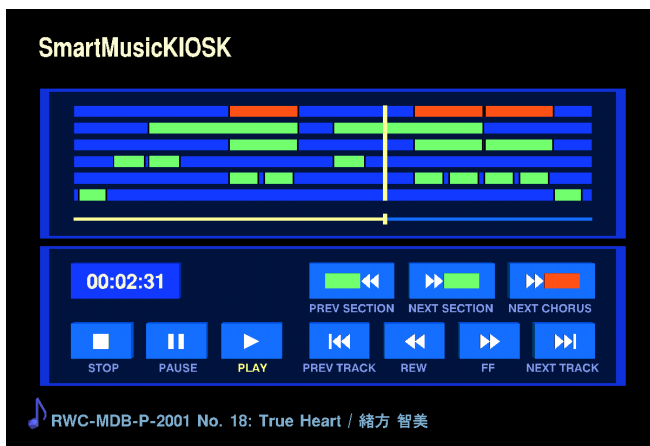 SmartMusicKIOSK
00:02:31
PREV SECTION NEXT SECTION NEXT CHORUS
STOP PAUSE PLAY PREV TRACK REW FF NEXT TRACK
RWC-MDB-P-2001 No. 18: True Heart / 緒方 智美